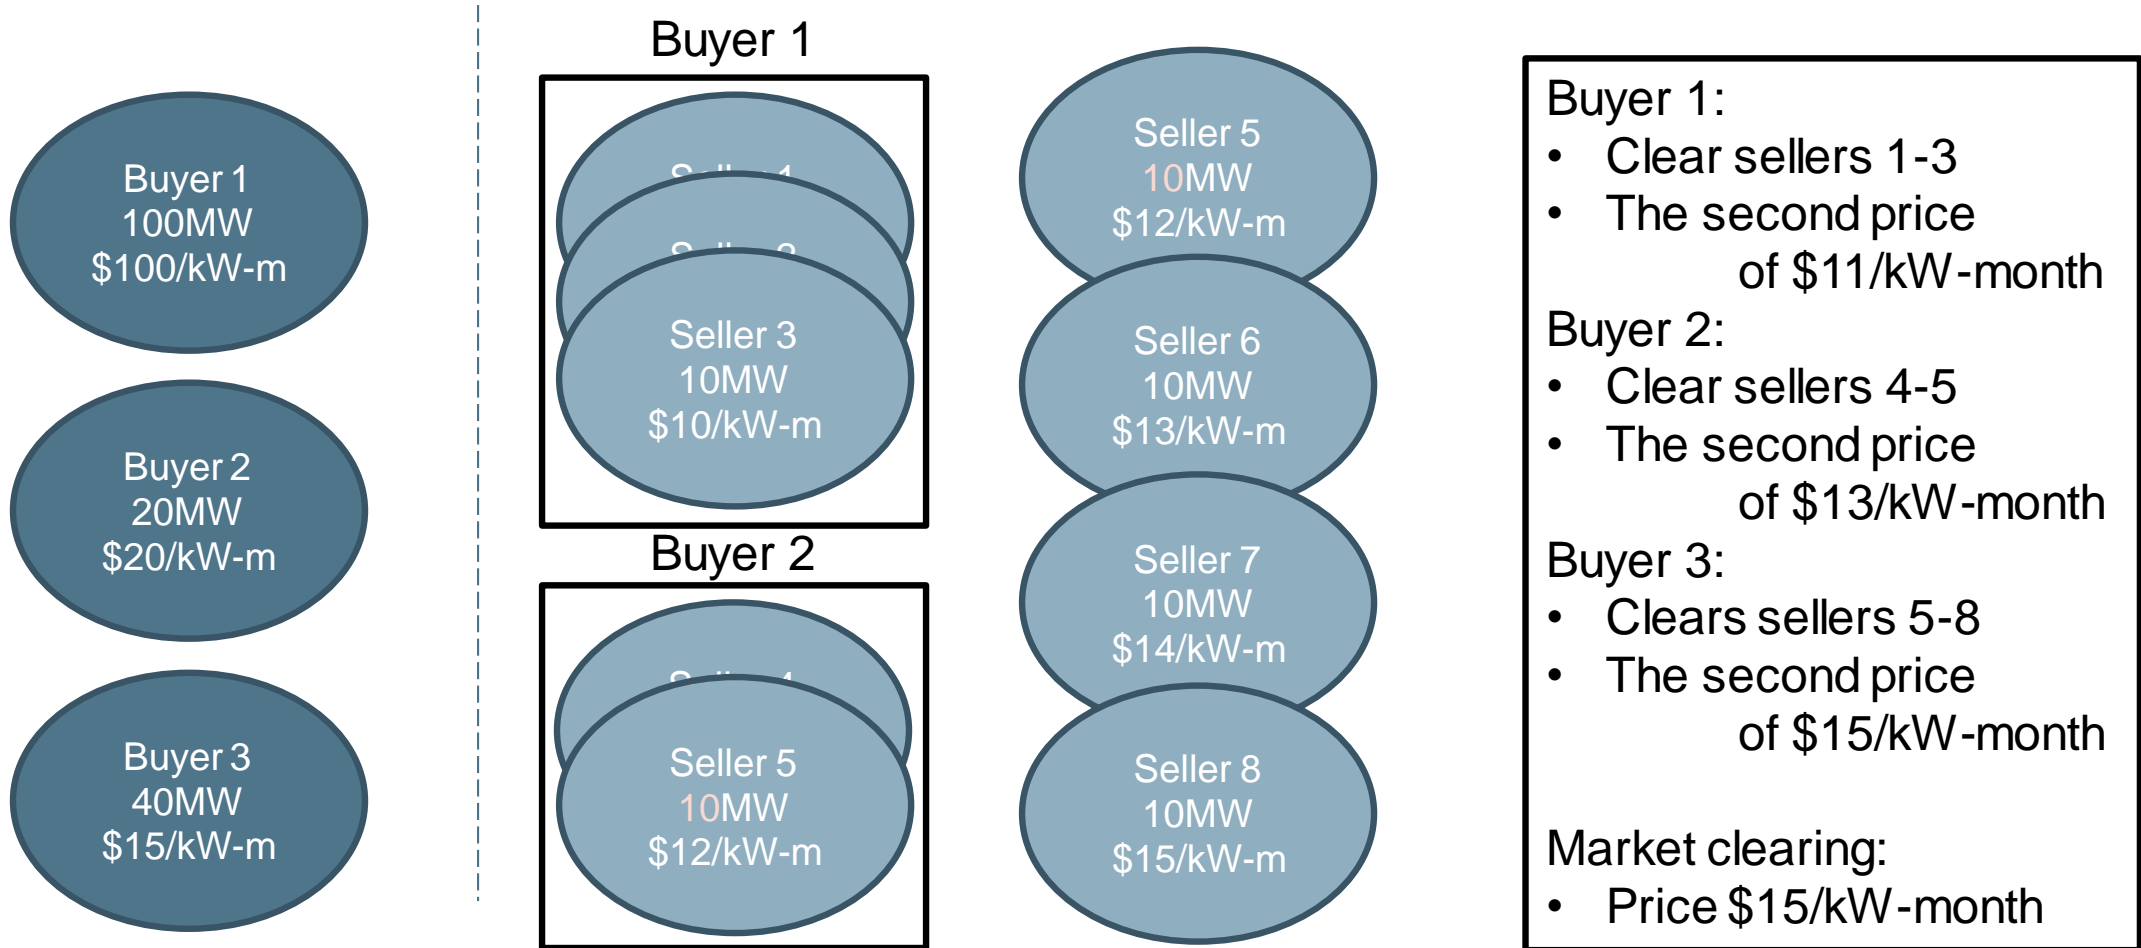 Buyer 1
100MW
$100/kW-m
Buyer 2
20MW
$20/kW-m
Buyer 3
40MW
$15/kW-m
Buyer 1
Seller 3
10MW
$10/kW-m
Buyer 2
Seller 5
10MW
$12/kW-m
Seller 5
10MW
$12/kW-m
Seller 6
10MW
$13/kW-m
Seller 7
10MW
$14/kW-m
Seller 8
10MW
$15/kW-m
Buyer 1:
• Clear sellers 1-3
• The second price
of $11/kW-month
Buyer 2:
• Clear sellers 4-5
• The second price
of $13/kW-month
Buyer 3:
• Clears sellers 5-8
• The second price
of $15/kW-month
Market clearing:
• Price $15/kW-month